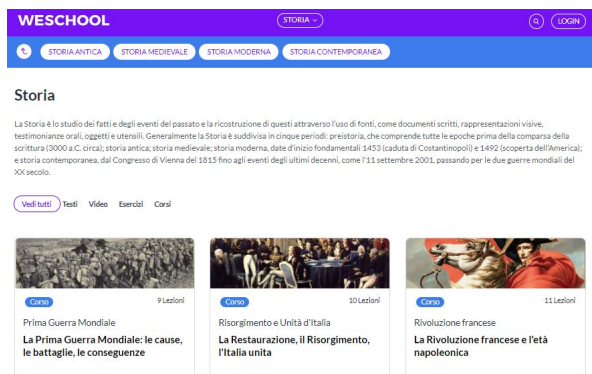 WESCHOOL
STORIA
LOGIN
STORIA ANTICA
STORIA MEDIEVALE
STORIA MODERNA
STORIA CONTEMPORANEA
Storia
La Storia è lo studio dei fatti e degli eventi del passato e la ricostruzione di questi attraverso l'uso di fonti, come documenti scritti, rappresentazioni visive,
testimonianze orali, oggetti e utensili. Generalmente la Storia è suddivisa in cinque periodi: preistoria, che comprende tutte le epoche prima della comparsa della
scrittura (3000 a.C. circa); storia antica; storia medievale; storia moderna, date d'inizio fondamentali 1453 (caduta di Costantinopoli) e 1492 (scoperta dell'America);
e storia contemporanea, dal Congresso di Vienna del 1815 fino agli eventi degli ultimi decenni, come l'11 settembre 2001, passando per le due guerre mondiali del
XX secolo.
Vedi tutti Testi Video Esercizi Corsi
Corso
9 Lezioni
Prima Guerra Mondiale
La Prima Guerra Mondiale: le cause,
le battaglie, le conseguenze
Corso
10 Lezioni
Risorgimento e Unità d'Italia
La Restaurazione, il Risorgimento,
l'Italia unita
Corso
11 Lezioni
Rivoluzione francese
La Rivoluzione francese e l'età
napoleonica